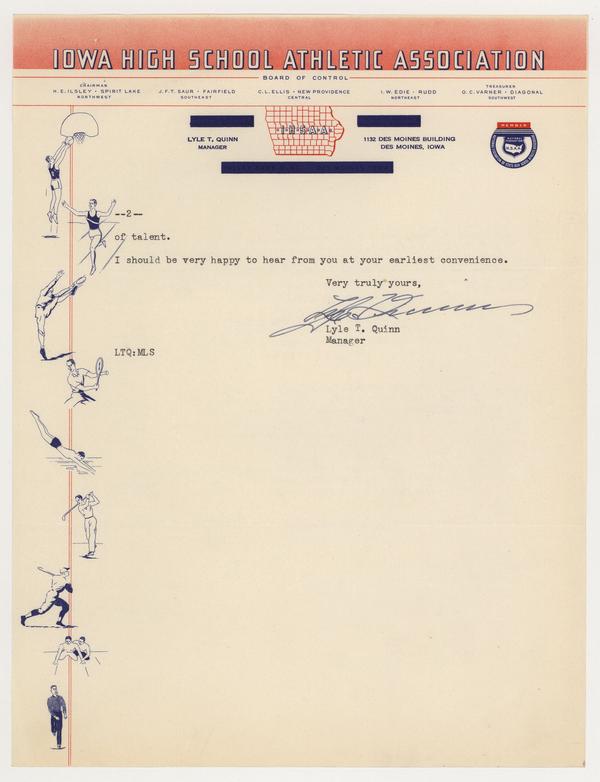 IOWA HIGH SCHOOL ATHLETIC ASSOCIATION
BOARD OF CONTROL
CHAIRMAN
H. E. ILSLEY · SPIRIT LAKE
NORTHWEST
J. F. T. SAUR · FAIRFIELD
SOUTHEAST
C. L. ELLIS · NEW PROVIDENCE
CENTRAL
I. W. EDIE · RUDD
NORTHEAST
TREASURER
O. C. VARNER · DIAGONAL
SOUTHWEST
LYLE T. QUINN
MANAGER
I·H·S·A·A·
1132 DES MOINES BUILDING
DES MOINES, IOWA
MEMBER
--2--
of talent.
I should be very happy to hear from you at your earliest convenience.
Very truly yours,
Lyle T. Quinn
Manager
LTQ:MLS